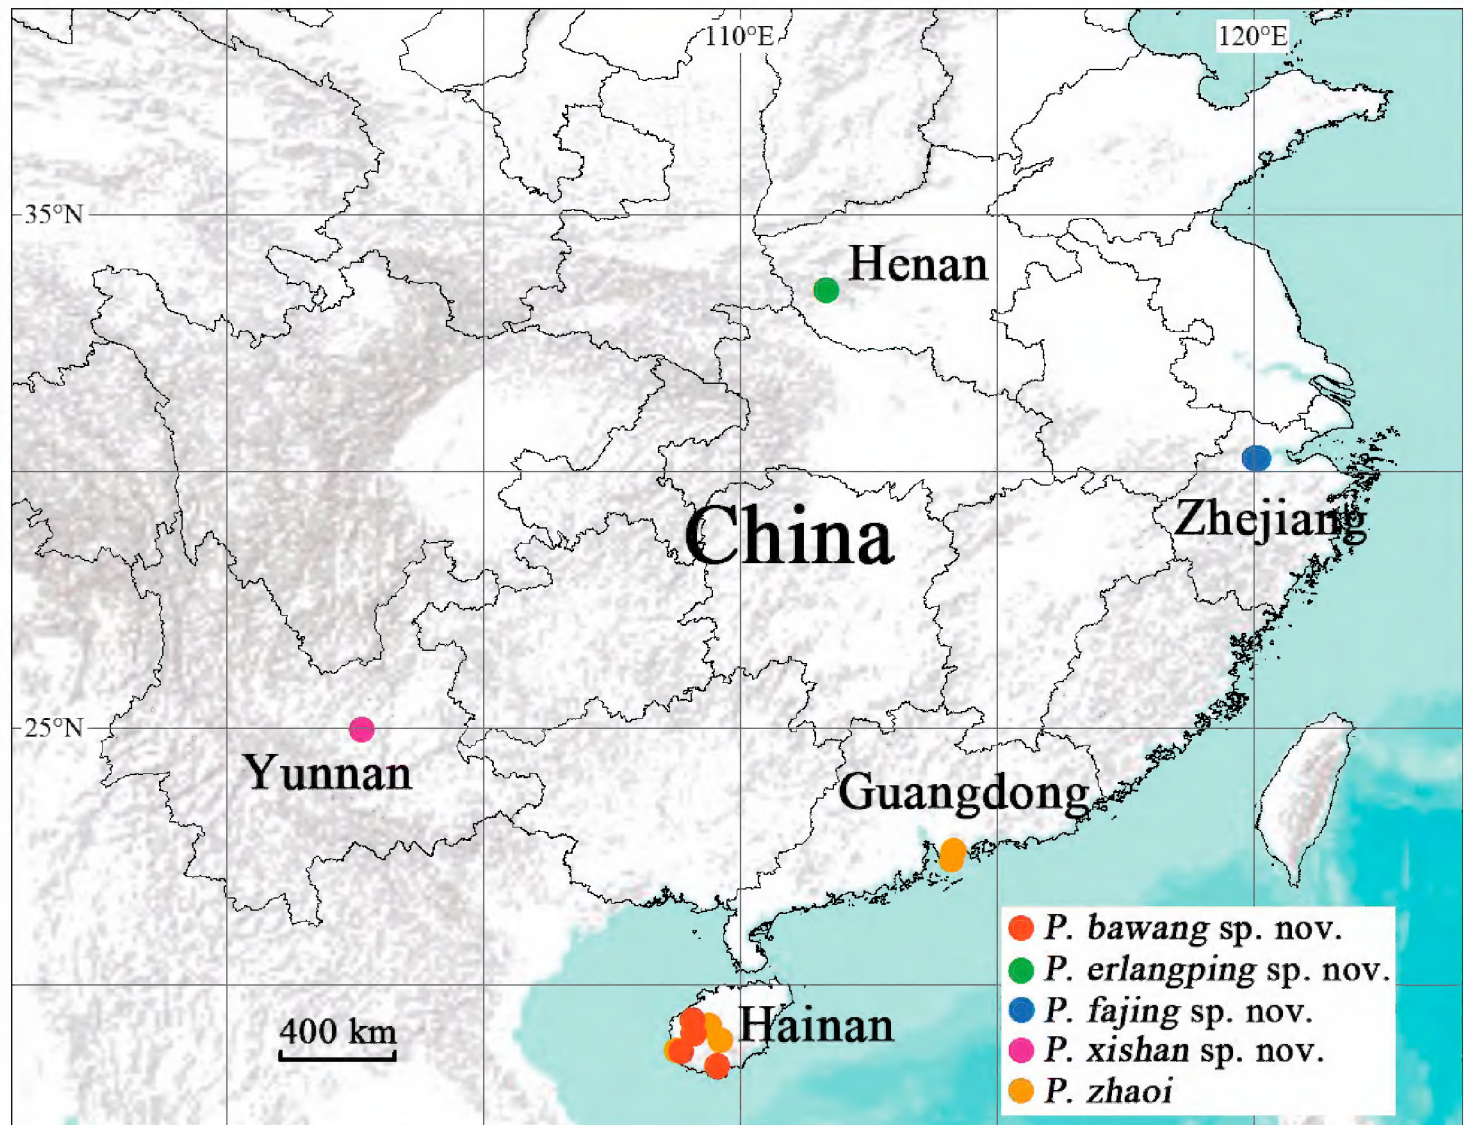 110°E
120°E
35°N
Henan
Zhejiang
China
25°N
Yunnan
Guangdong
Hainan
400 km
P. bawang sp. nov.
P. erlangping sp. nov.
P. fajing sp. nov.
P. xishan sp. nov.
P. zhaoi